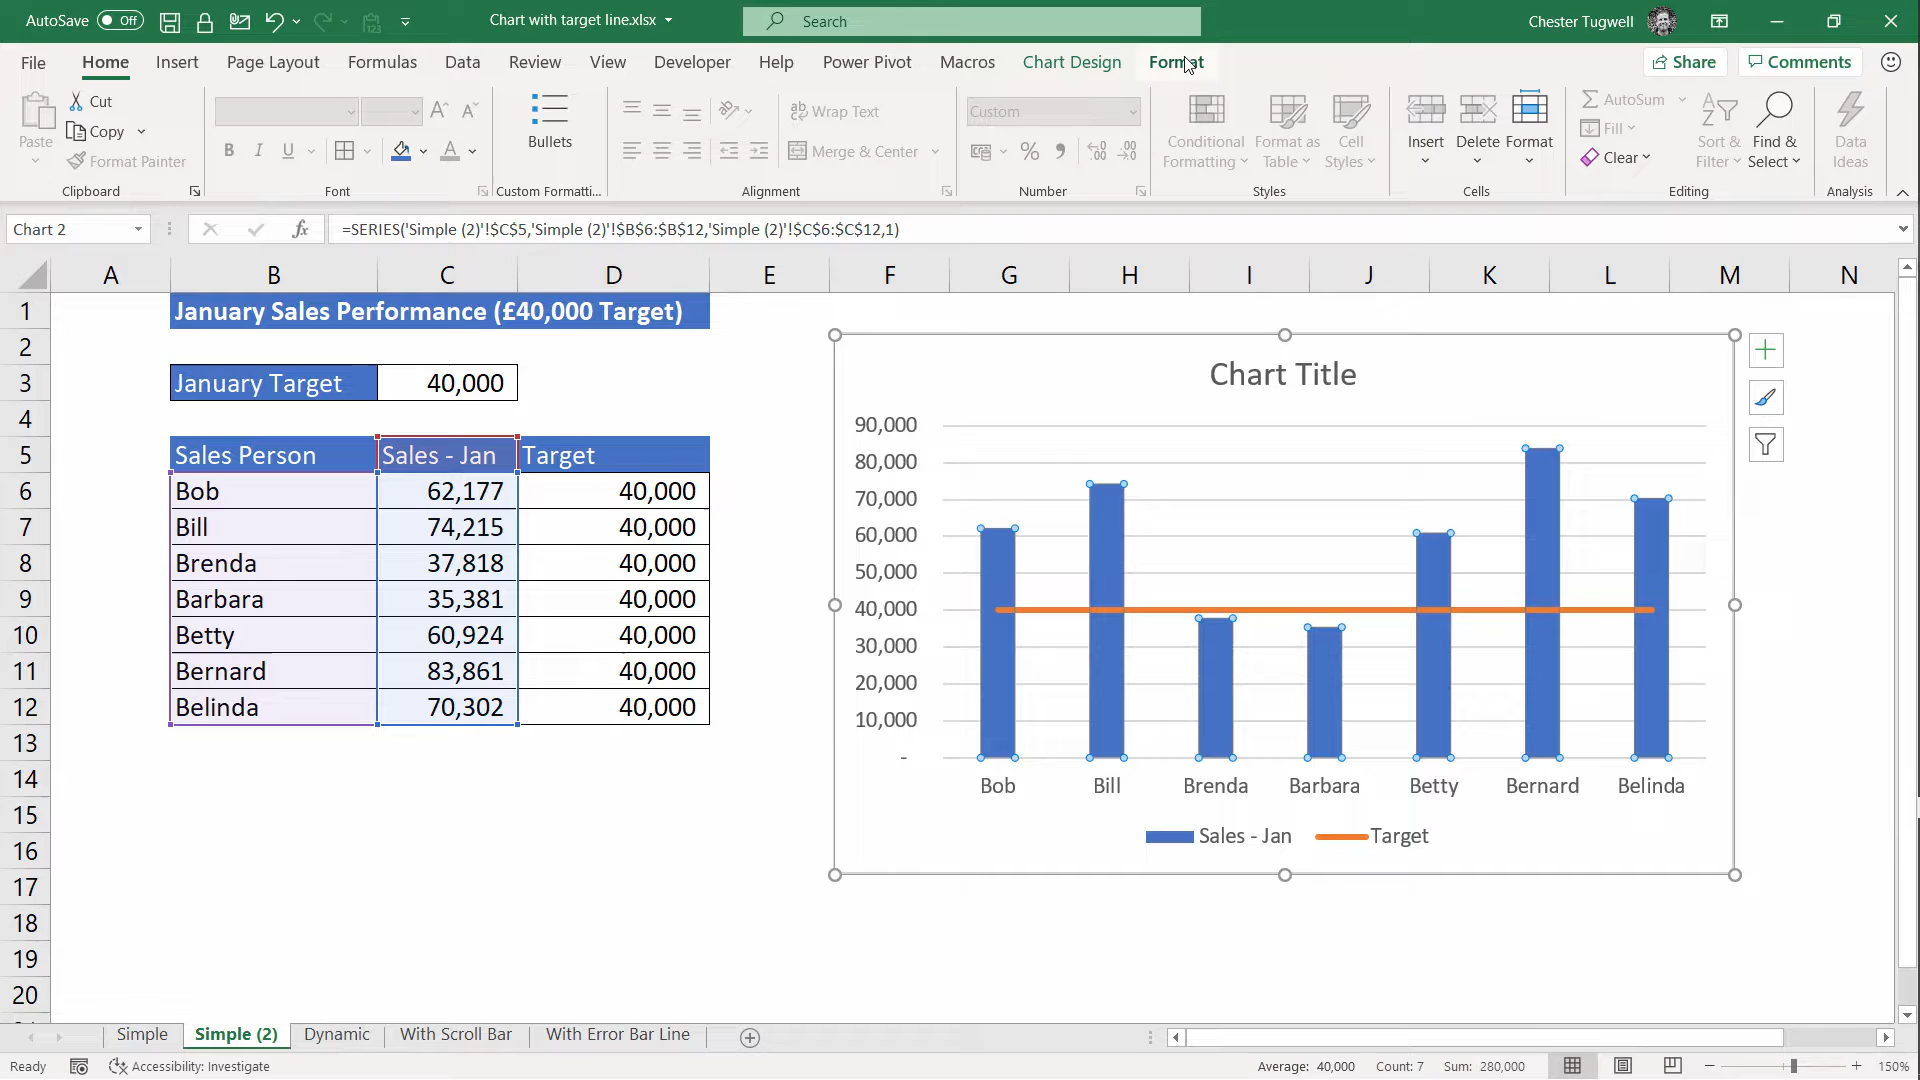 AutoSave Off Chart with target line.xlsx Search Chester Tugwell
File Home Insert Page Layout Formulas Data Review View Developer Help Power Pivot Macros Chart Design Format Share Comments
Paste Cut
Copy
Format Painter
Clipboard
B I U
Font
Bullets
Custom Formatti...
ab Wrap Text
Merge & Center
Alignment
Custom
% 9 .00
Number
Conditional Formatting
Format as Table
Cell Styles
Styles
Insert Delete Format
Cells
AutoSum
Fill
Clear
Sort & Filter
Find & Select
Editing
Data Ideas
Analysis
Chart 2 fx =SERIES('Simple (2)'!$C$5,'Simple (2)'!$B$6:$B$12,'Simple (2)'!$C$6:$C$12,1)
A B C D E F G H I J K L M N
1 January Sales Performance (£40,000 Target)
2
3 January Target 40,000
4
5 Sales Person Sales - Jan Target
6 Bob 62,177 40,000
7 Bill 74,215 40,000
8 Brenda 37,818 40,000
9 Barbara 35,381 40,000
10 Betty 60,924 40,000
11 Bernard 83,861 40,000
12 Belinda 70,302 40,000
13
14
15
16
17
18
19
20
Chart Title
90,000
80,000
70,000
60,000
50,000
40,000
30,000
20,000
10,000
-
Bob Bill Brenda Barbara Betty Bernard Belinda
Sales - Jan Target
Simple Simple (2) Dynamic With Scroll Bar With Error Bar Line
Ready Accessibility: Investigate Average: 40,000 Count: 7 Sum: 280,000 150%